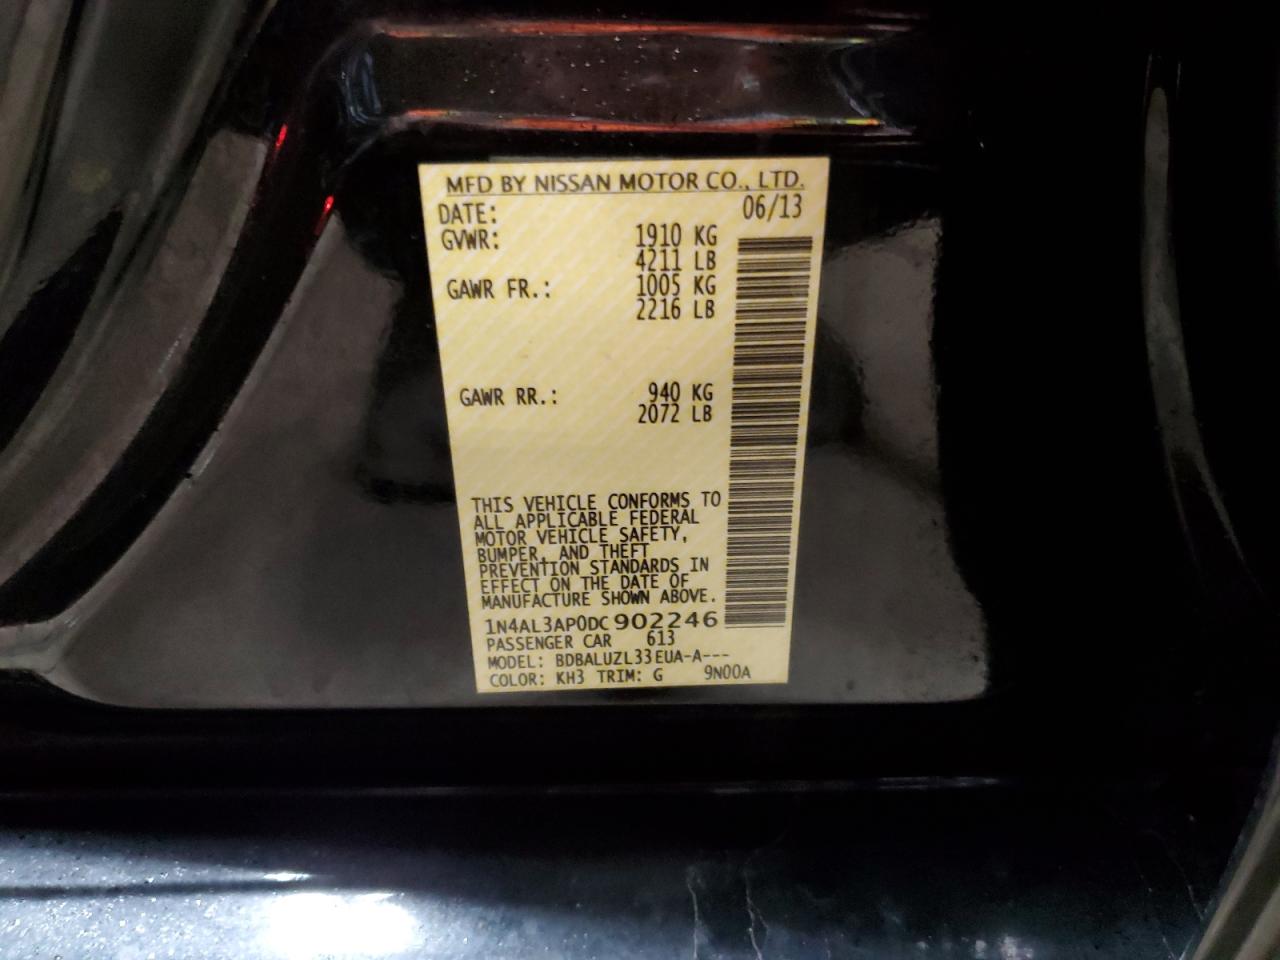 MFD BY NISSAN MOTOR CO., LTD.
DATE: 06/13
GVWR: 1910 KG
4211 LB
GAWR FR.: 1005 KG
2216 LB
GAWR RR.: 940 KG
2072 LB
THIS VEHICLE CONFORMS TO
ALL APPLICABLE FEDERAL
MOTOR VEHICLE SAFETY,
BUMPER, AND THEFT
PREVENTION STANDARDS IN
EFFECT ON THE DATE OF
MANUFACTURE SHOWN ABOVE.
1N4AL3AP0DC902246
PASSENGER CAR 613
MODEL: BDBALUZL33EUA-A---
COLOR: KH3 TRIM: G 9N00A